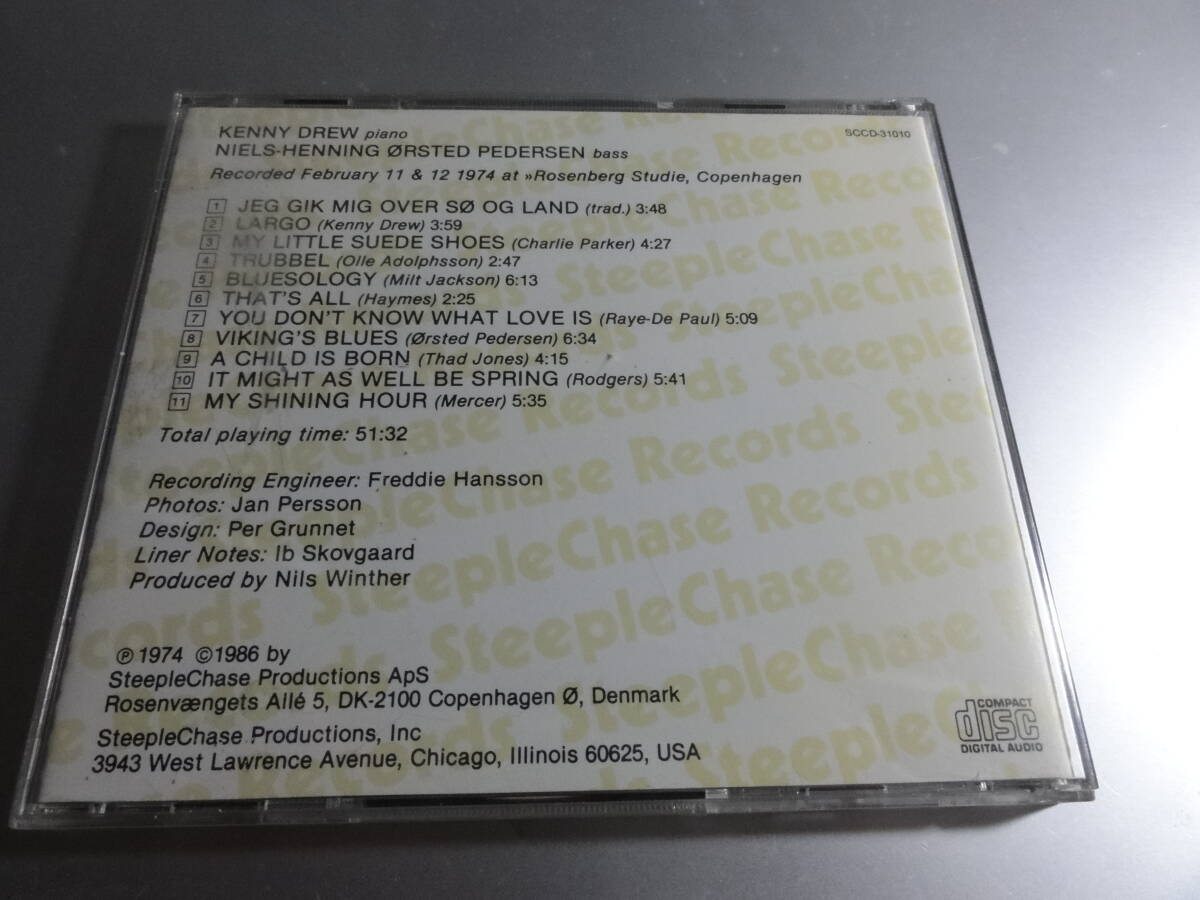 KENNY DREW piano
SCCD-31010
NIELS-HENNING ØRSTED PEDERSEN bass
Recorded February 11 & 12 1974 at »Rosenberg Studie, Copenhagen
1 JEG GIK MIG OVER SØ OG LAND (trad.) 3:48
2 LARGO (Kenny Drew) 3:59
3 MY LITTLE SUEDE SHOES (Charlie Parker) 4:27
4 TRUBBEL (Olle Adolphsson) 2:47
5 BLUESOLOGY (Milt Jackson) 6:13
6 THAT'S ALL (Haymes) 2:25
7 YOU DON'T KNOW WHAT LOVE IS (Raye-De Paul) 5:09
8 VIKING'S BLUES (Ørsted Pedersen) 6:34
9 A CHILD IS BORN (Thad Jones) 4:15
10 IT MIGHT AS WELL BE SPRING (Rodgers) 5:41
11 MY SHINING HOUR (Mercer) 5:35
Total playing time: 51:32
Recording Engineer: Freddie Hansson
Photos: Jan Persson
Design: Per Grunnet
Liner Notes: Ib Skovgaard
Produced by Nils Winther
℗ 1974 © 1986 by
SteepleChase Productions ApS
Rosenvængets Allé 5, DK-2100 Copenhagen Ø, Denmark
SteepleChase Productions, Inc
3943 West Lawrence Avenue, Chicago, Illinois 60625, USA
COMPACT
disc
DIGITAL AUDIO
SteepleChase Records